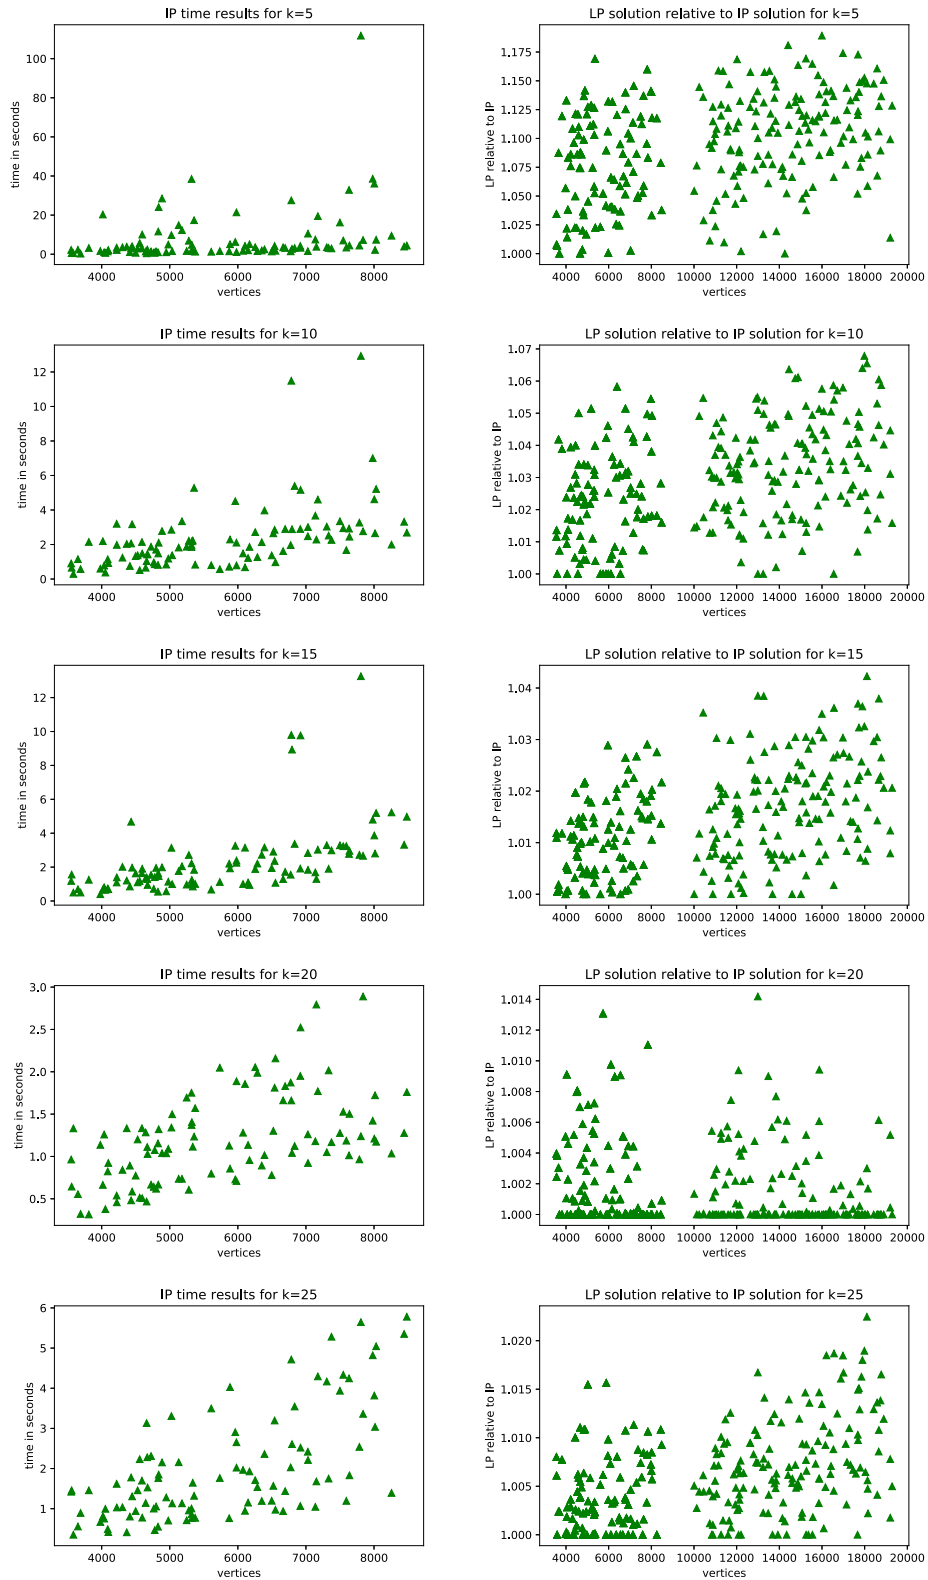 IP time results for k=5
time in seconds
100
80
60
40
20
0
4000 5000 6000 7000 8000
vertices
LP solution relative to IP solution for k=5
LP relative to IP
1.175
1.150
1.125
1.100
1.075
1.050
1.025
1.000
4000 6000 8000 10000 12000 14000 16000 18000 20000
vertices
IP time results for k=10
time in seconds
12
10
8
6
4
2
0
4000 5000 6000 7000 8000
vertices
LP solution relative to IP solution for k=10
LP relative to IP
1.07
1.06
1.05
1.04
1.03
1.02
1.01
1.00
4000 6000 8000 10000 12000 14000 16000 18000 20000
vertices
IP time results for k=15
time in seconds
12
10
8
6
4
2
0
4000 5000 6000 7000 8000
vertices
LP solution relative to IP solution for k=15
LP relative to IP
1.04
1.03
1.02
1.01
1.00
4000 6000 8000 10000 12000 14000 16000 18000 20000
vertices
IP time results for k=20
time in seconds
3.0
2.5
2.0
1.5
1.0
0.5
4000 5000 6000 7000 8000
vertices
LP solution relative to IP solution for k=20
LP relative to IP
1.014
1.012
1.010
1.008
1.006
1.004
1.002
1.000
4000 6000 8000 10000 12000 14000 16000 18000 20000
vertices
IP time results for k=25
time in seconds
6
5
4
3
2
1
4000 5000 6000 7000 8000
vertices
LP solution relative to IP solution for k=25
LP relative to IP
1.020
1.015
1.010
1.005
1.000
4000 6000 8000 10000 12000 14000 16000 18000 20000
vertices